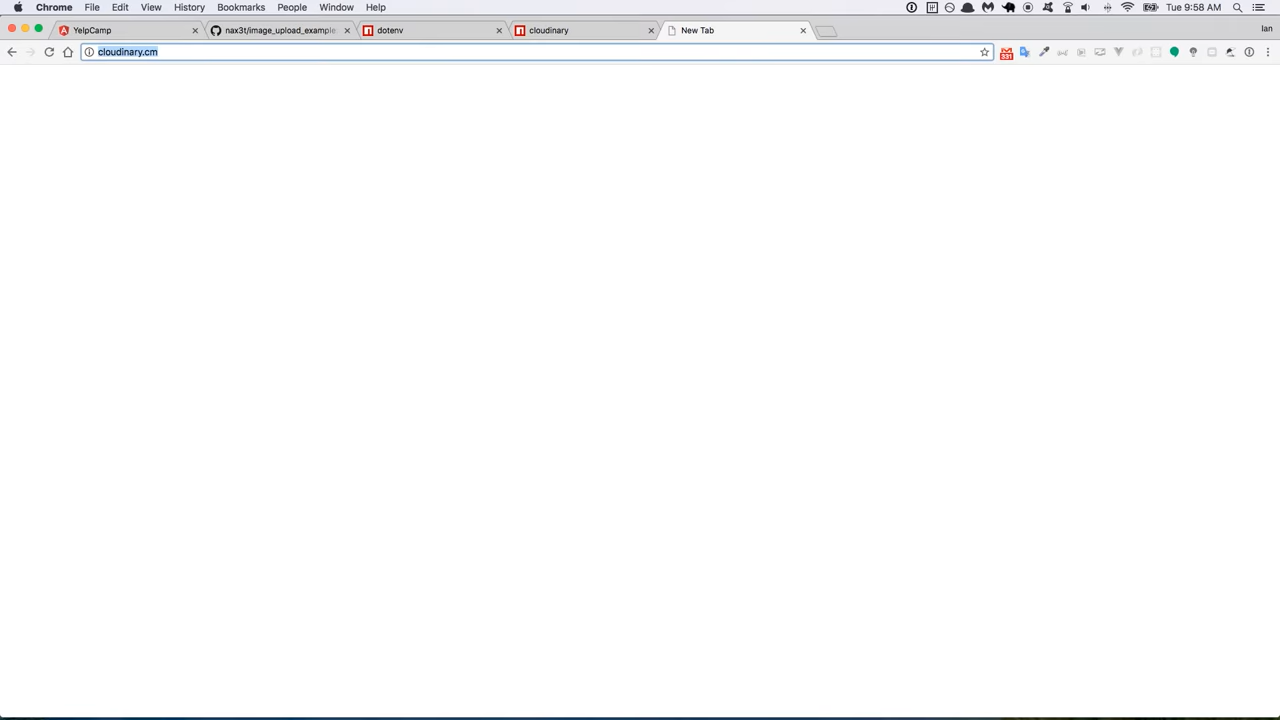 Chrome File Edit View History Bookmarks People Window Help Tue 9:58 AM
YelpCamp nax3t/image_upload_example dotenv cloudinary New Tab Ian
cloudinary.cm 331